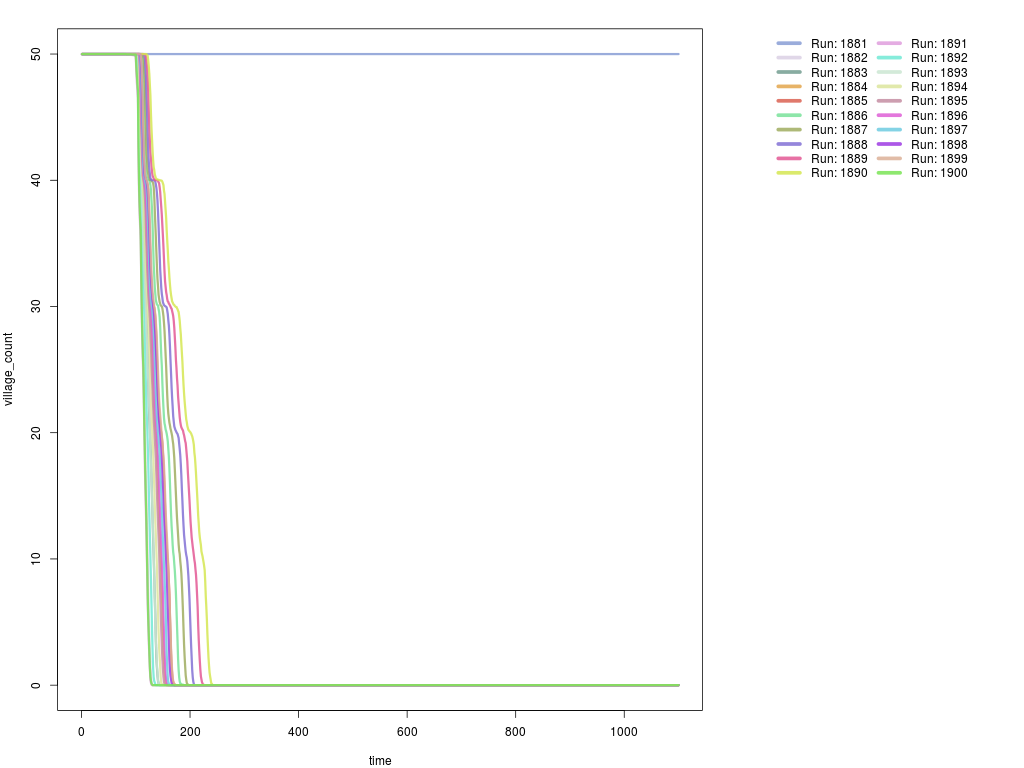 50
40
30
20
10
0
village_count
0 200 400 600 800 1000
time
Run: 1881 Run: 1891
Run: 1882 Run: 1892
Run: 1883 Run: 1893
Run: 1884 Run: 1894
Run: 1885 Run: 1895
Run: 1886 Run: 1896
Run: 1887 Run: 1897
Run: 1888 Run: 1898
Run: 1889 Run: 1899
Run: 1890 Run: 1900